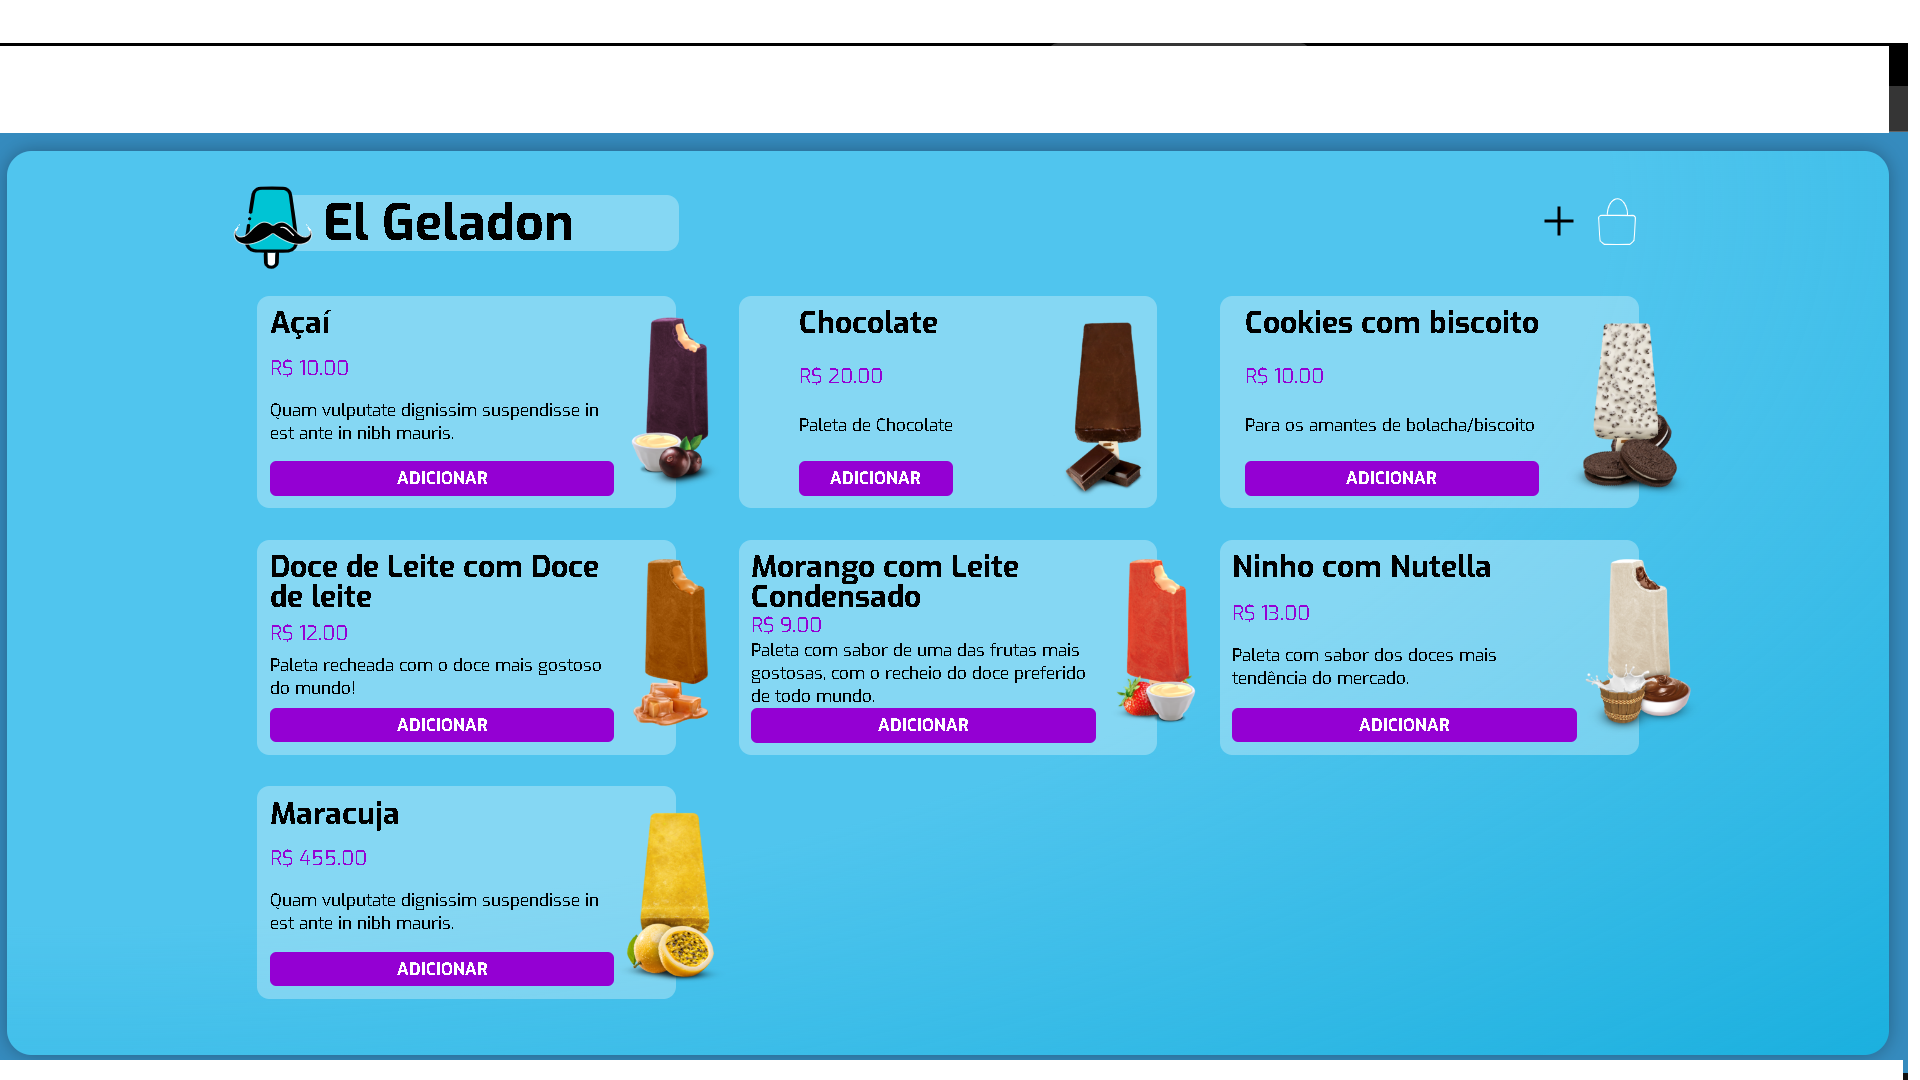 El Geladon
Açaí
R$ 10.00
Quam vulputate dignissim suspendisse in
est ante in nibh mauris.
ADICIONAR
Chocolate
R$ 20.00
Paleta de Chocolate
ADICIONAR
Cookies com biscoito
R$ 10.00
Para os amantes de bolacha/biscoito
ADICIONAR
Doce de Leite com Doce
de leite
R$ 12.00
Paleta recheada com o doce mais gostoso
do mundo!
ADICIONAR
Morango com Leite
Condensado
R$ 9.00
Paleta com sabor de uma das frutas mais
gostosas, com o recheio do doce preferido
de todo mundo.
ADICIONAR
Ninho com Nutella
R$ 13.00
Paleta com sabor dos doces mais
tendência do mercado.
ADICIONAR
Maracuja
R$ 455.00
Quam vulputate dignissim suspendisse in
est ante in nibh mauris.
ADICIONAR